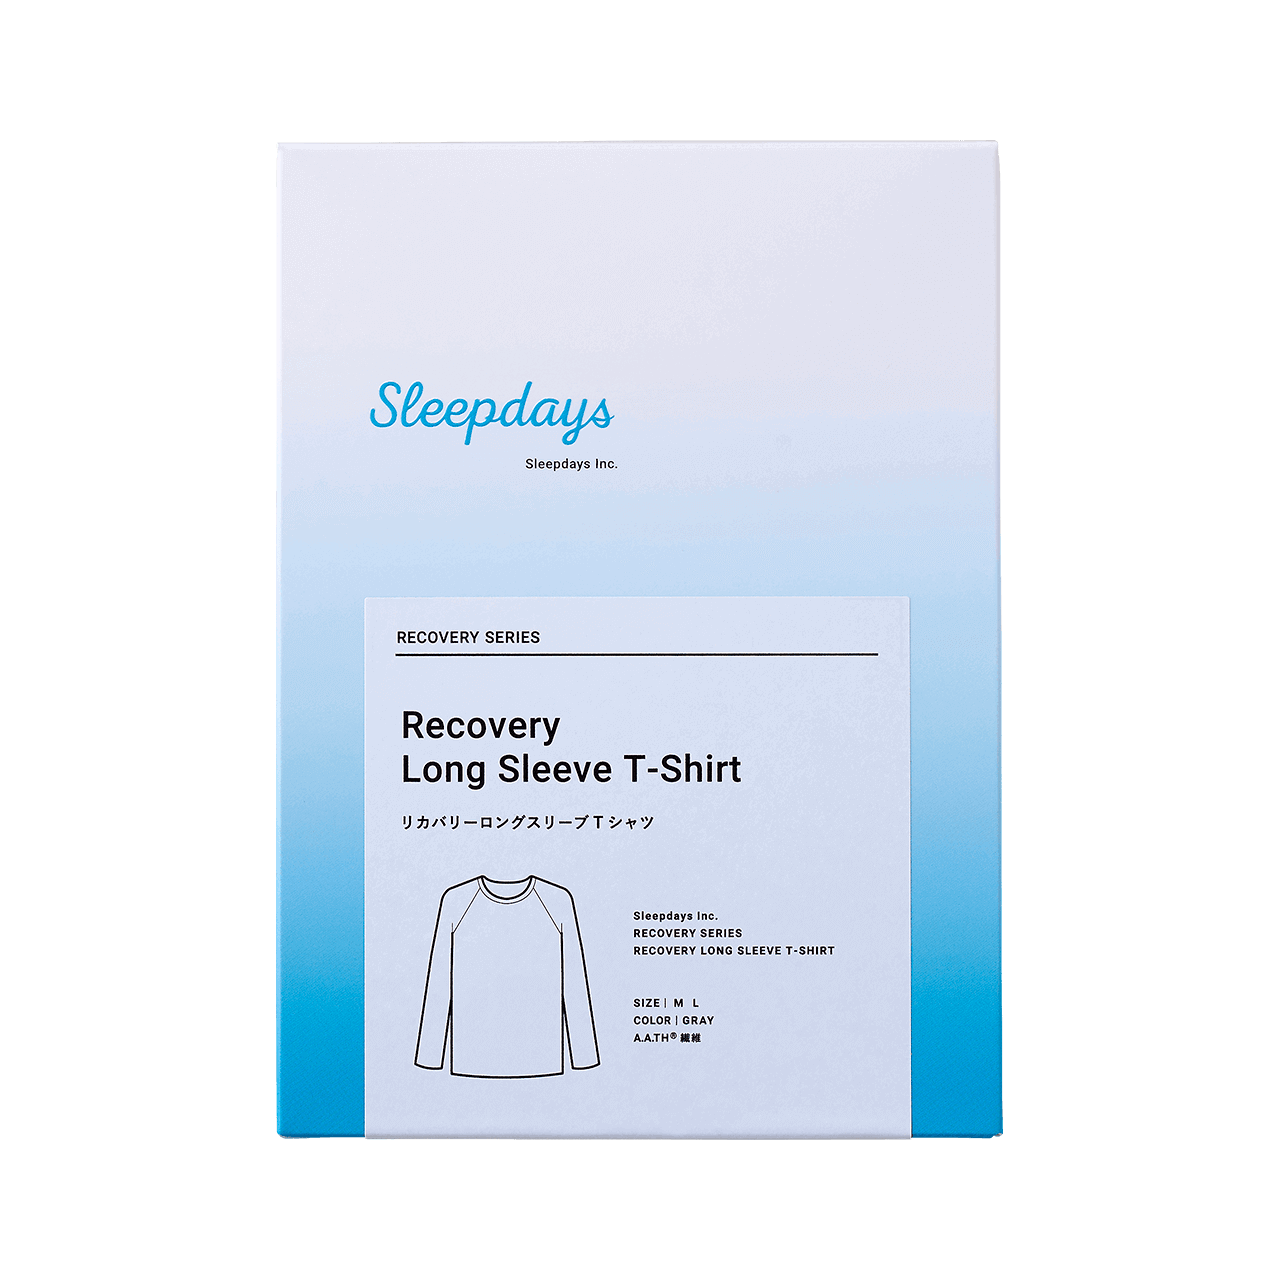 Sleepdays
Sleepdays Inc.
RECOVERY SERIES
Recovery
Long Sleeve T-Shirt
リカバリーロングスリーブTシャツ
Sleepdays Inc.
RECOVERY SERIES
RECOVERY LONG SLEEVE T-SHIRT
SIZE| M L
COLOR|GRAY
A.A.TH® 繊維